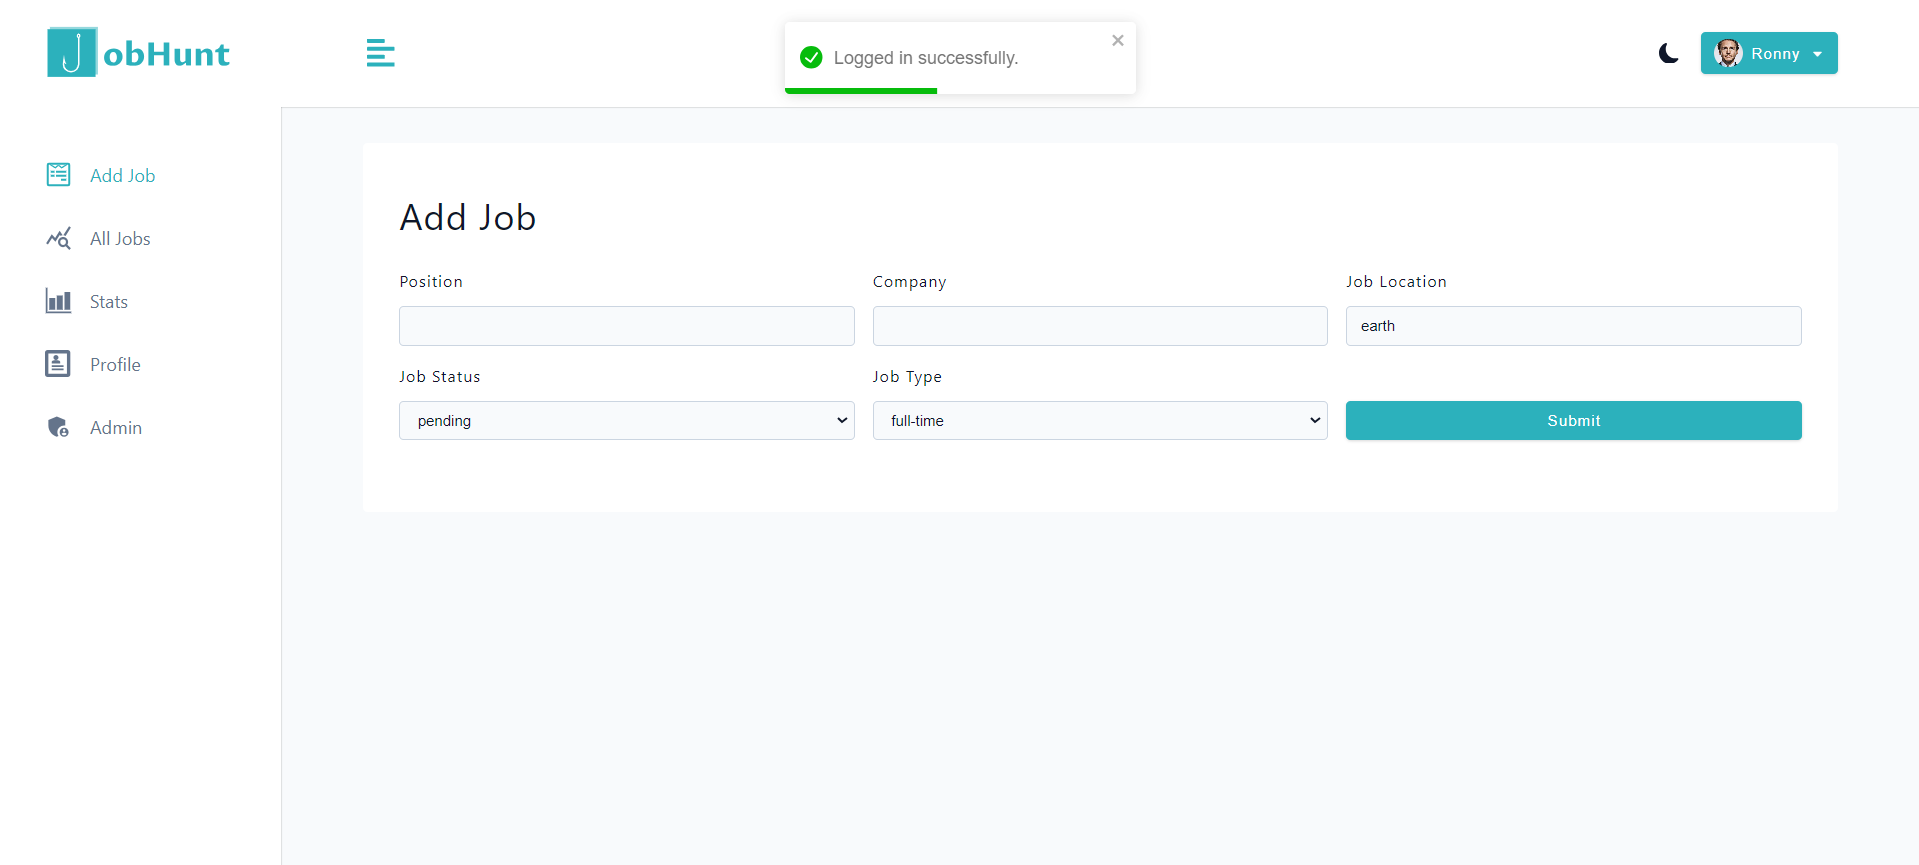 JobHunt
Logged in successfully.
Ronny
Add Job
All Jobs
Stats
Profile
Admin
Add Job
Position
Company
Job Location
earth
Job Status
Job Type
pending
full-time
Submit